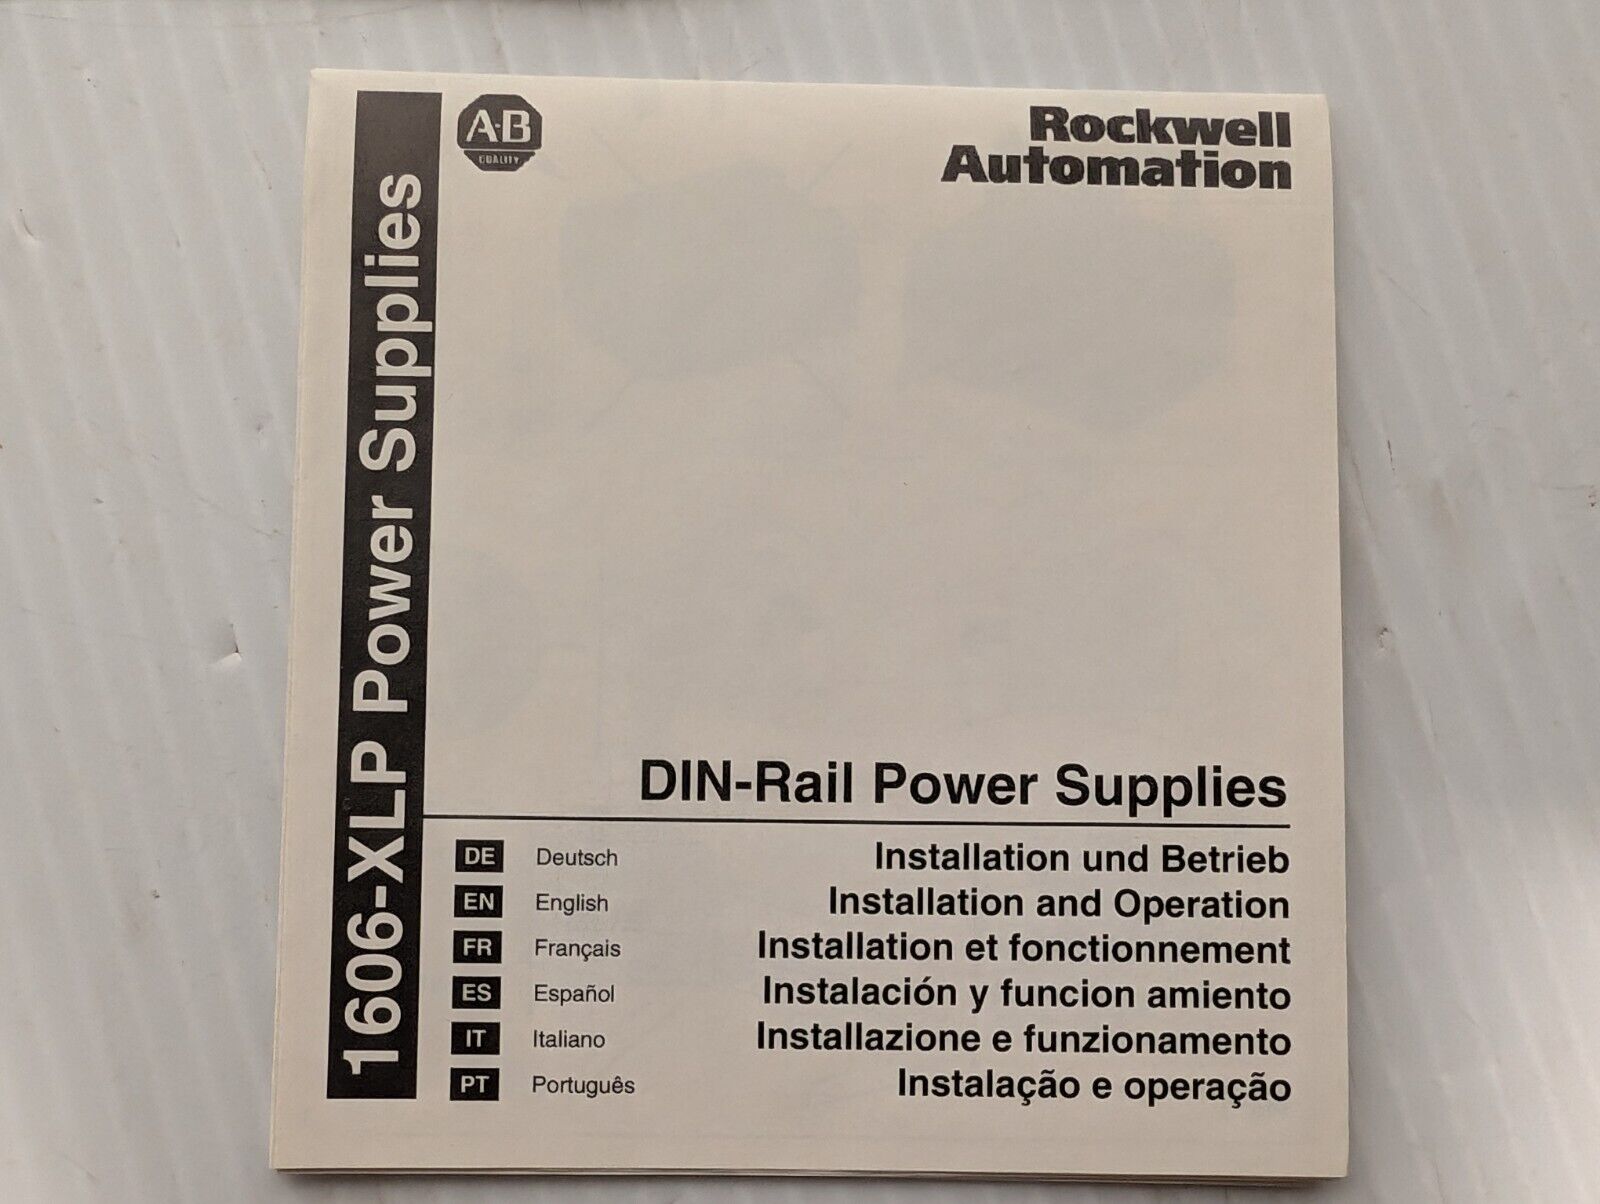 A-B
QUALITY
Rockwell
Automation
1606-XLP Power Supplies
DIN-Rail Power Supplies
DE Deutsch Installation und Betrieb
EN English Installation and Operation
FR Français Installation et fonctionnement
ES Español Instalación y funcion amiento
IT Italiano Installazione e funzionamento
PT Português Instalação e operação